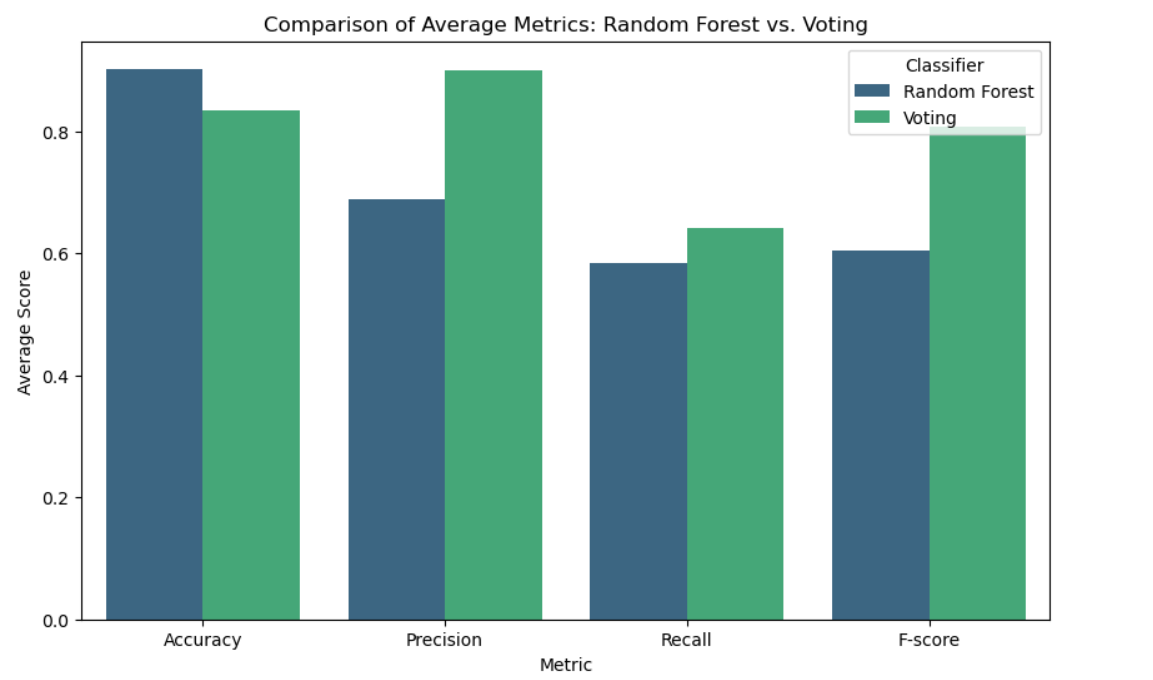 Comparison of Average Metrics: Random Forest vs. Voting
Classifier
Random Forest
Voting
0.8
0.6
0.4
0.2
0.0
Average Score
Accuracy
Precision
Recall
F-score
Metric